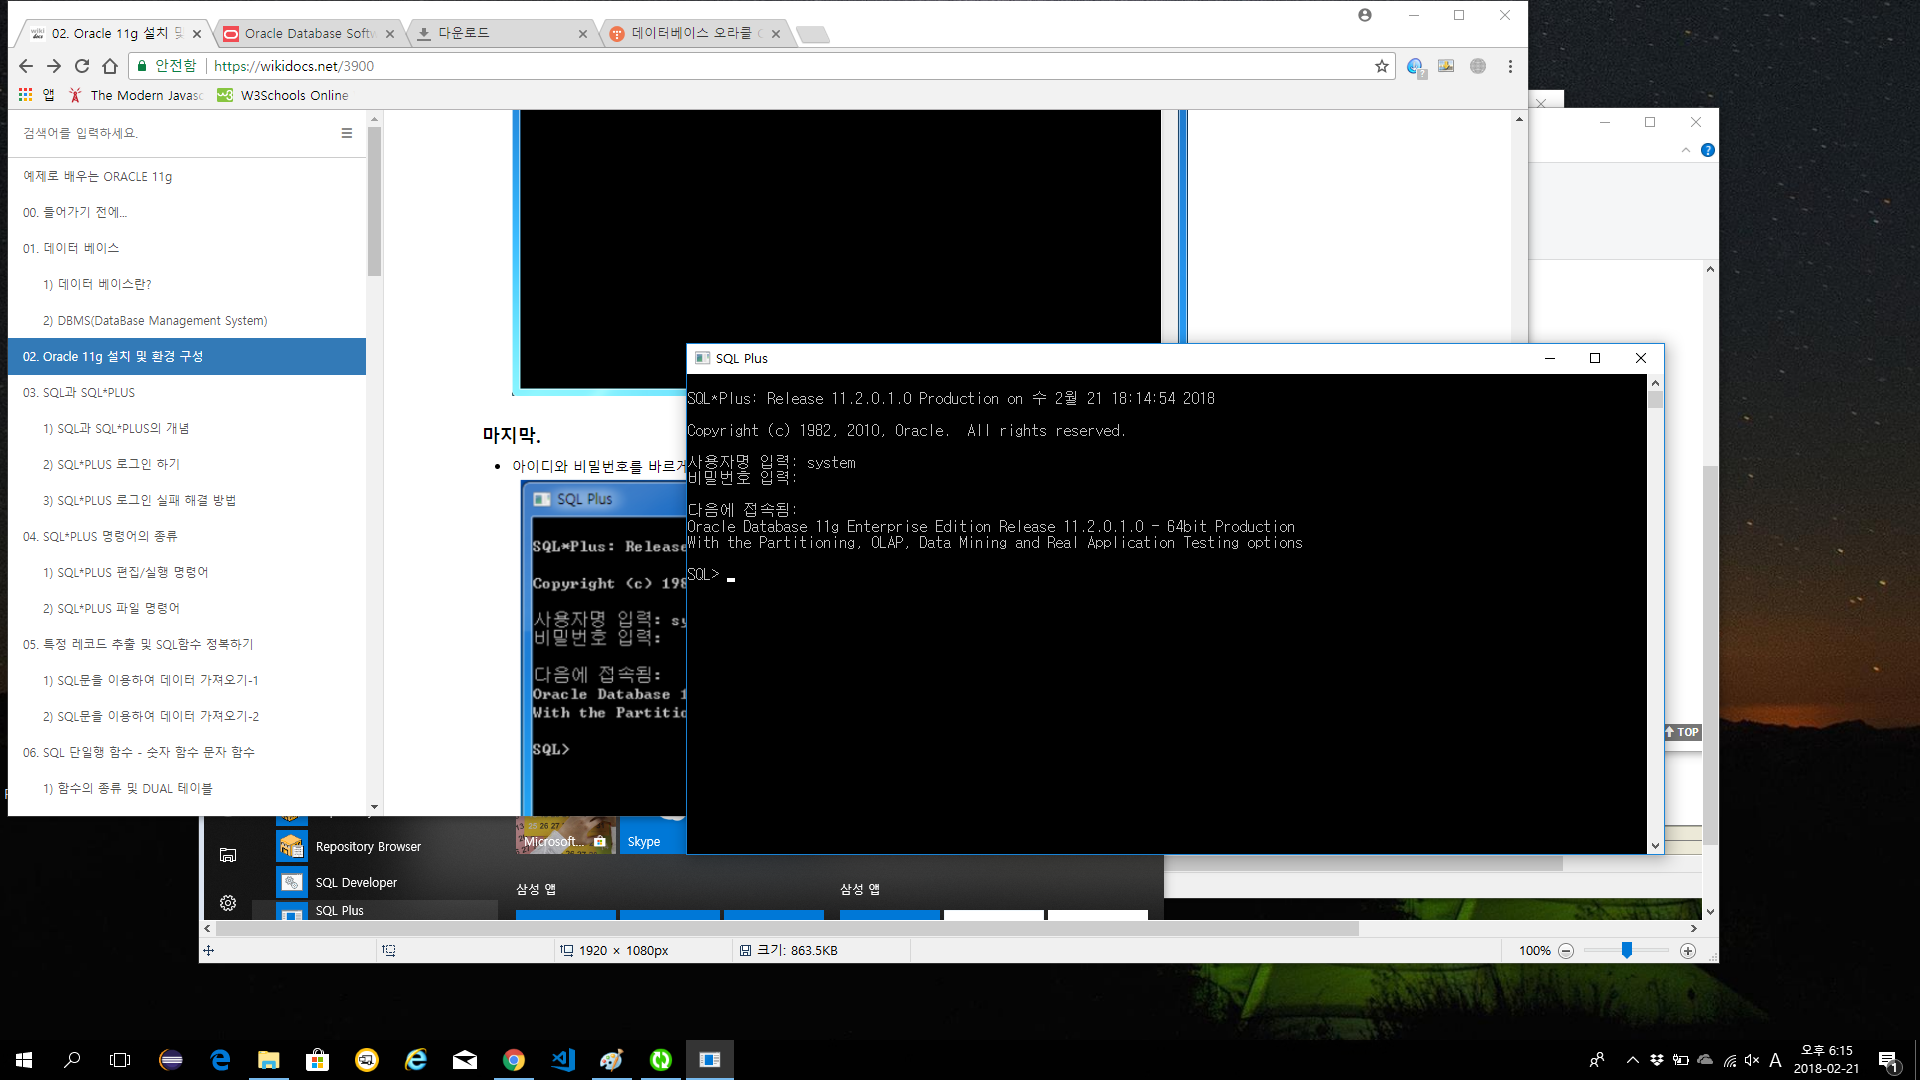 02. Oracle 11g 설치 및
Oracle Database Softw
다운로드
데이터베이스 오라클
안전함
https://wikidocs.net/3900
앱
The Modern Javasc
W3Schools Online
검색어를 입력하세요.
예제로 배우는 ORACLE 11g
00. 들어가기 전에...
01. 데이터 베이스
1) 데이터 베이스란?
2) DBMS(DataBase Management System)
02. Oracle 11g 설치 및 환경 구성
03. SQL과 SQL*PLUS
1) SQL과 SQL*PLUS의 개념
2) SQL*PLUS 로그인 하기
3) SQL*PLUS 로그인 실패 해결 방법
04. SQL*PLUS 명령어의 종류
1) SQL*PLUS 편집/실행 명령어
2) SQL*PLUS 파일 명령어
05. 특정 레코드 추출 및 SQL함수 정복하기
1) SQL문을 이용하여 데이터 가져오기-1
2) SQL문을 이용하여 데이터 가져오기-2
06. SQL 단일행 함수 - 숫자 함수 문자 함수
1) 함수의 종류 및 DUAL 테이블
마지막.
아이디와 비밀번호를 바르게
SQL Plus
SQL*Plus: Release
Copyright (c) 198
사용자명 입력: sy
비밀번호 입력:
다음에 접속됨:
Oracle Database 1
With the Partitio
SQL>
SQL Plus
SQL*Plus: Release 11.2.0.1.0 Production on 수 2월 21 18:14:54 2018
Copyright (c) 1982, 2010, Oracle.  All rights reserved.
사용자명 입력: system
비밀번호 입력:
다음에 접속됨:
Oracle Database 11g Enterprise Edition Release 11.2.0.1.0 - 64bit Production
With the Partitioning, OLAP, Data Mining and Real Application Testing options
SQL>
TOP
Repository Browser
SQL Developer
SQL Plus
Microsoft...
Skype
삼성 앱
삼성 앱
1920 × 1080px
크기: 863.5KB
100%
A
오후 6:15
2018-02-21
1